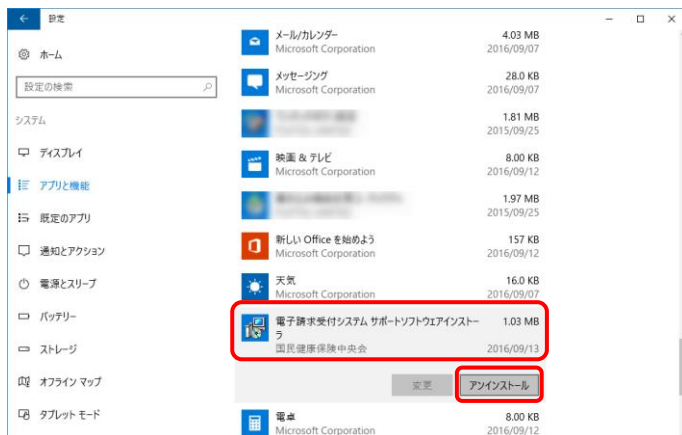 設定
ホーム
設定の検索
システム
ディスプレイ
アプリと機能
既定のアプリ
通知とアクション
電源とスリープ
バッテリー
ストレージ
オフライン マップ
タブレット モード
メール/カレンダー 4.03 MB
Microsoft Corporation 2016/09/07
メッセージング 28.0 KB
Microsoft Corporation 2016/09/07
1.81 MB
2015/09/25
映画 & テレビ 8.00 KB
Microsoft Corporation 2016/09/12
1.97 MB
2015/09/25
新しい Office を始めよう 157 KB
Microsoft Corporation 2016/09/12
天気 16.0 KB
Microsoft Corporation 2016/09/07
電子請求受付システム サポートソフトウェアインストー 1.03 MB
ラ
国民健康保険中央会 2016/09/13
変更 アンインストール
電卓 8.00 KB
Microsoft Corporation 2016/09/12